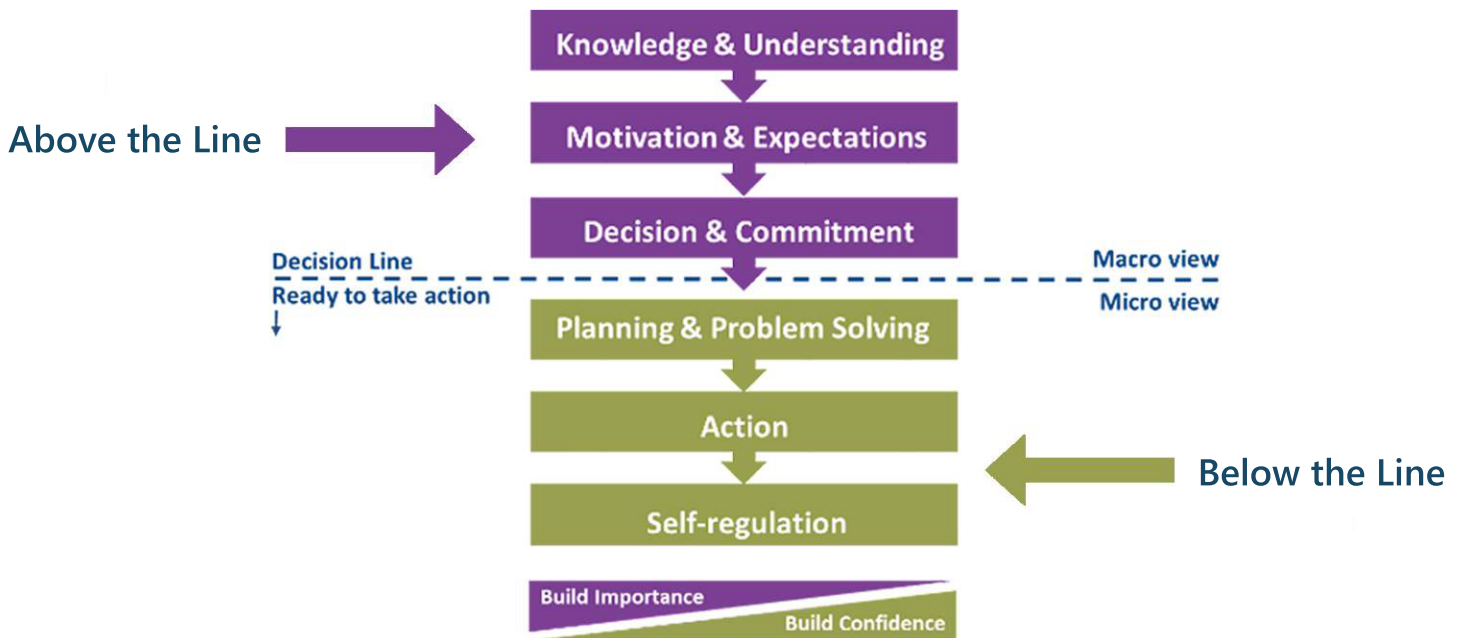 Knowledge & Understanding
Above the Line
Motivation & Expectations
Decision & Commitment
Decision Line
Macro view
Ready to take action
Micro view
Planning & Problem Solving
Action
Below the Line
Self-regulation
Build Importance
Build Confidence